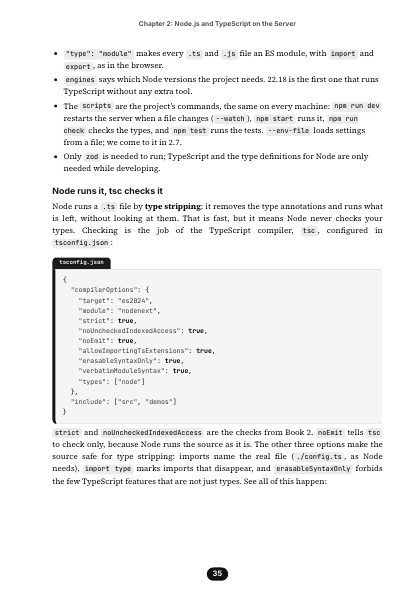 Chapter 2: Node.js and TypeScript on the Server
• "type": "module" makes every .ts and .js file an ES module, with import and
export, as in the browser.
• engines says which Node versions the project needs. 22.18 is the first one that runs
TypeScript without any extra tool.
• The scripts are the project's commands, the same on every machine: npm run dev
restarts the server when a file changes (--watch), npm start runs it, npm run
check checks the types, and npm test runs the tests. --env-file loads settings
from a file; we come to it in 2.7.
• Only zod is needed to run; TypeScript and the type definitions for Node are only
needed while developing.
Node runs it, tsc checks it
Node runs a .ts file by type stripping: it removes the type annotations and runs what
is left, without looking at them. That is fast, but it means Node never checks your
types. Checking is the job of the TypeScript compiler, tsc, configured in
tsconfig.json:
tsconfig.json
{
  "compilerOptions": {
    "target": "es2024",
    "module": "nodenext",
    "strict": true,
    "noUncheckedIndexedAccess": true,
    "noEmit": true,
    "allowImportingTsExtensions": true,
    "erasableSyntaxOnly": true,
    "verbatimModuleSyntax": true,
    "types": ["node"]
  },
  "include": ["src", "demos"]
}
strict and noUncheckedIndexedAccess are the checks from Book 2. noEmit tells tsc
to check only, because Node runs the source as it is. The other three options make the
source safe for type stripping: imports name the real file (./config.ts, as Node
needs), import type marks imports that disappear, and erasableSyntaxOnly forbids
the few TypeScript features that are not just types. See all of this happen:
35